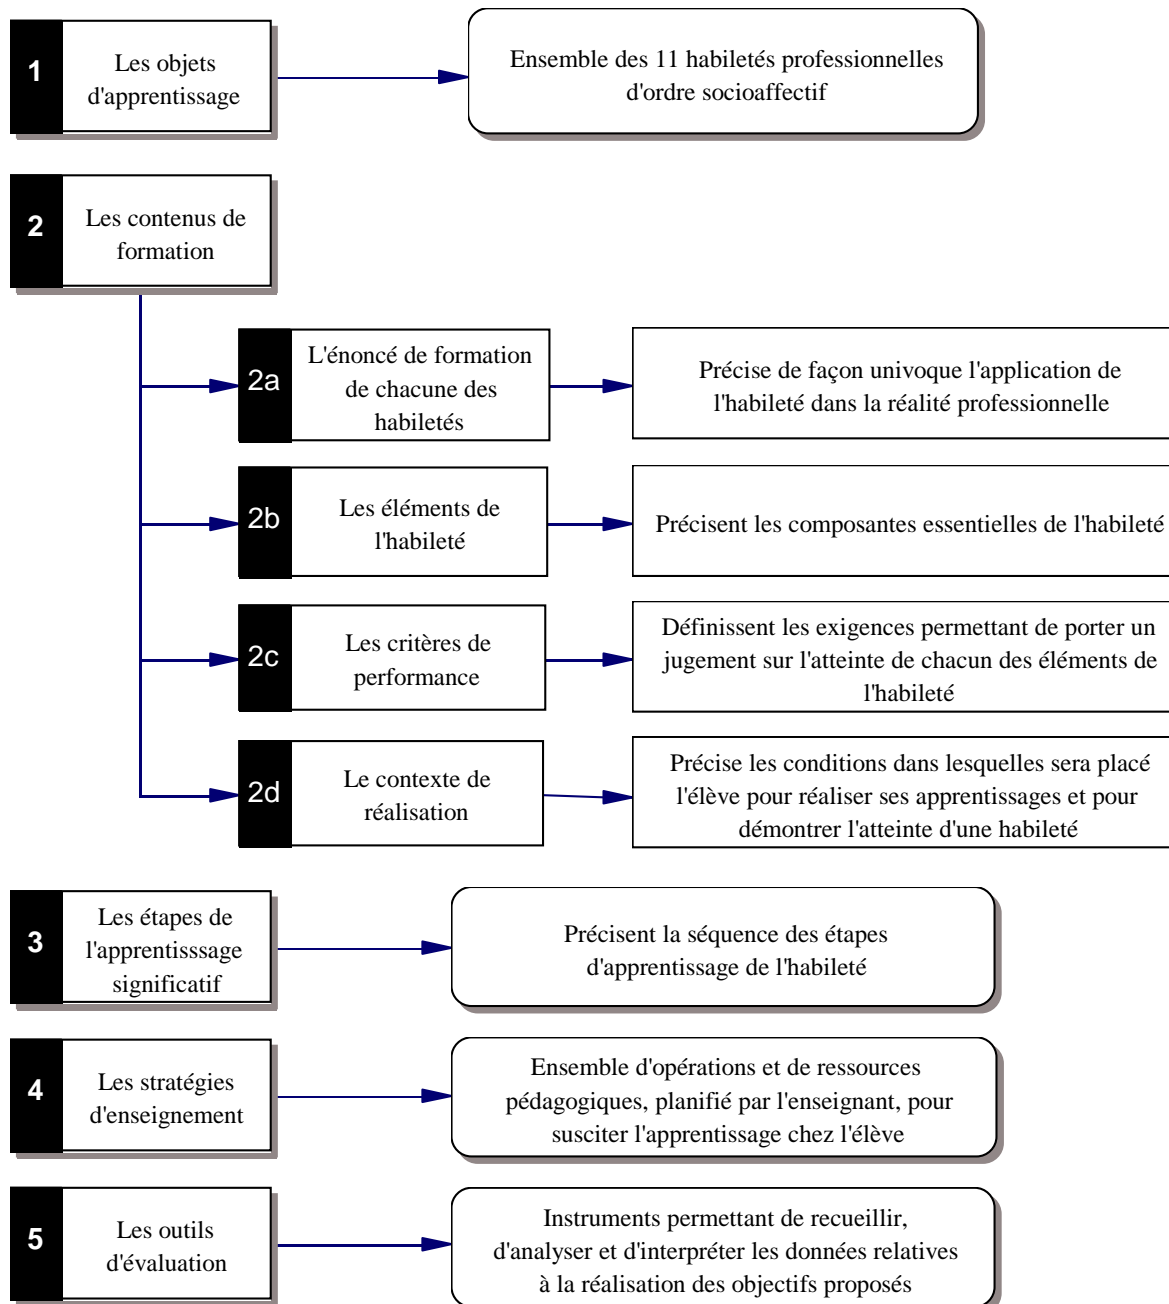 1
Les objets
d'apprentissage
Ensemble des 11 habiletés professionnelles
d'ordre socioaffectif
2
Les contenus de
formation
2a
L'énoncé de formation
de chacune des
habiletés
Précise de façon univoque l'application de
l'habileté dans la réalité professionnelle
2b
Les éléments de
l'habileté
Précisent les composantes essentielles de l'habileté
2c
Les critères de
performance
Définissent les exigences permettant de porter un
jugement sur l'atteinte de chacun des éléments de
l'habileté
2d
Le contexte de
réalisation
Précise les conditions dans lesquelles sera placé
l'élève pour réaliser ses apprentissages et pour
démontrer l'atteinte d'une habileté
3
Les étapes de
l'apprentisssage
significatif
Précisent la séquence des étapes
d'apprentissage de l'habileté
4
Les stratégies
d'enseignement
Ensemble d'opérations et de ressources
pédagogiques, planifié par l'enseignant, pour
susciter l'apprentissage chez l'élève
5
Les outils
d'évaluation
Instruments permettant de recueillir,
d'analyser et d'interpréter les données relatives
à la réalisation des objectifs proposés